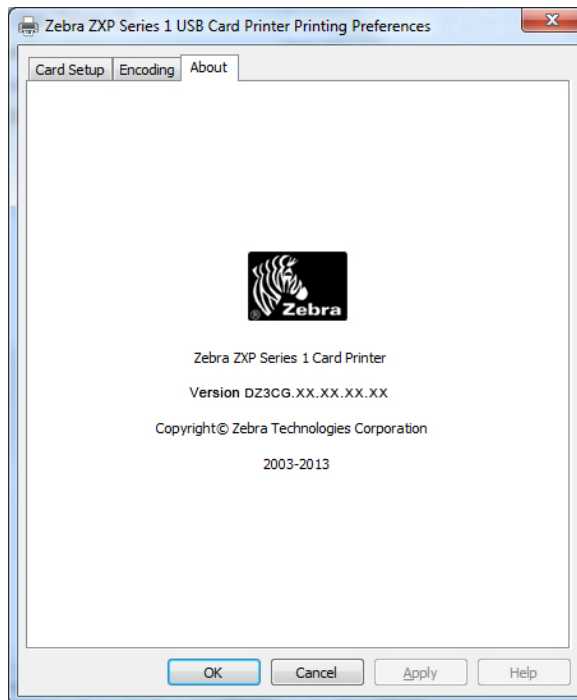 Zebra ZXP Series 1 USB Card Printer Printing Preferences
Card Setup Encoding About
® Zebra
Zebra ZXP Series 1 Card Printer
Version DZ3CG.XX.XX.XX.XX
Copyright© Zebra Technologies Corporation
2003-2013
OK Cancel Apply Help